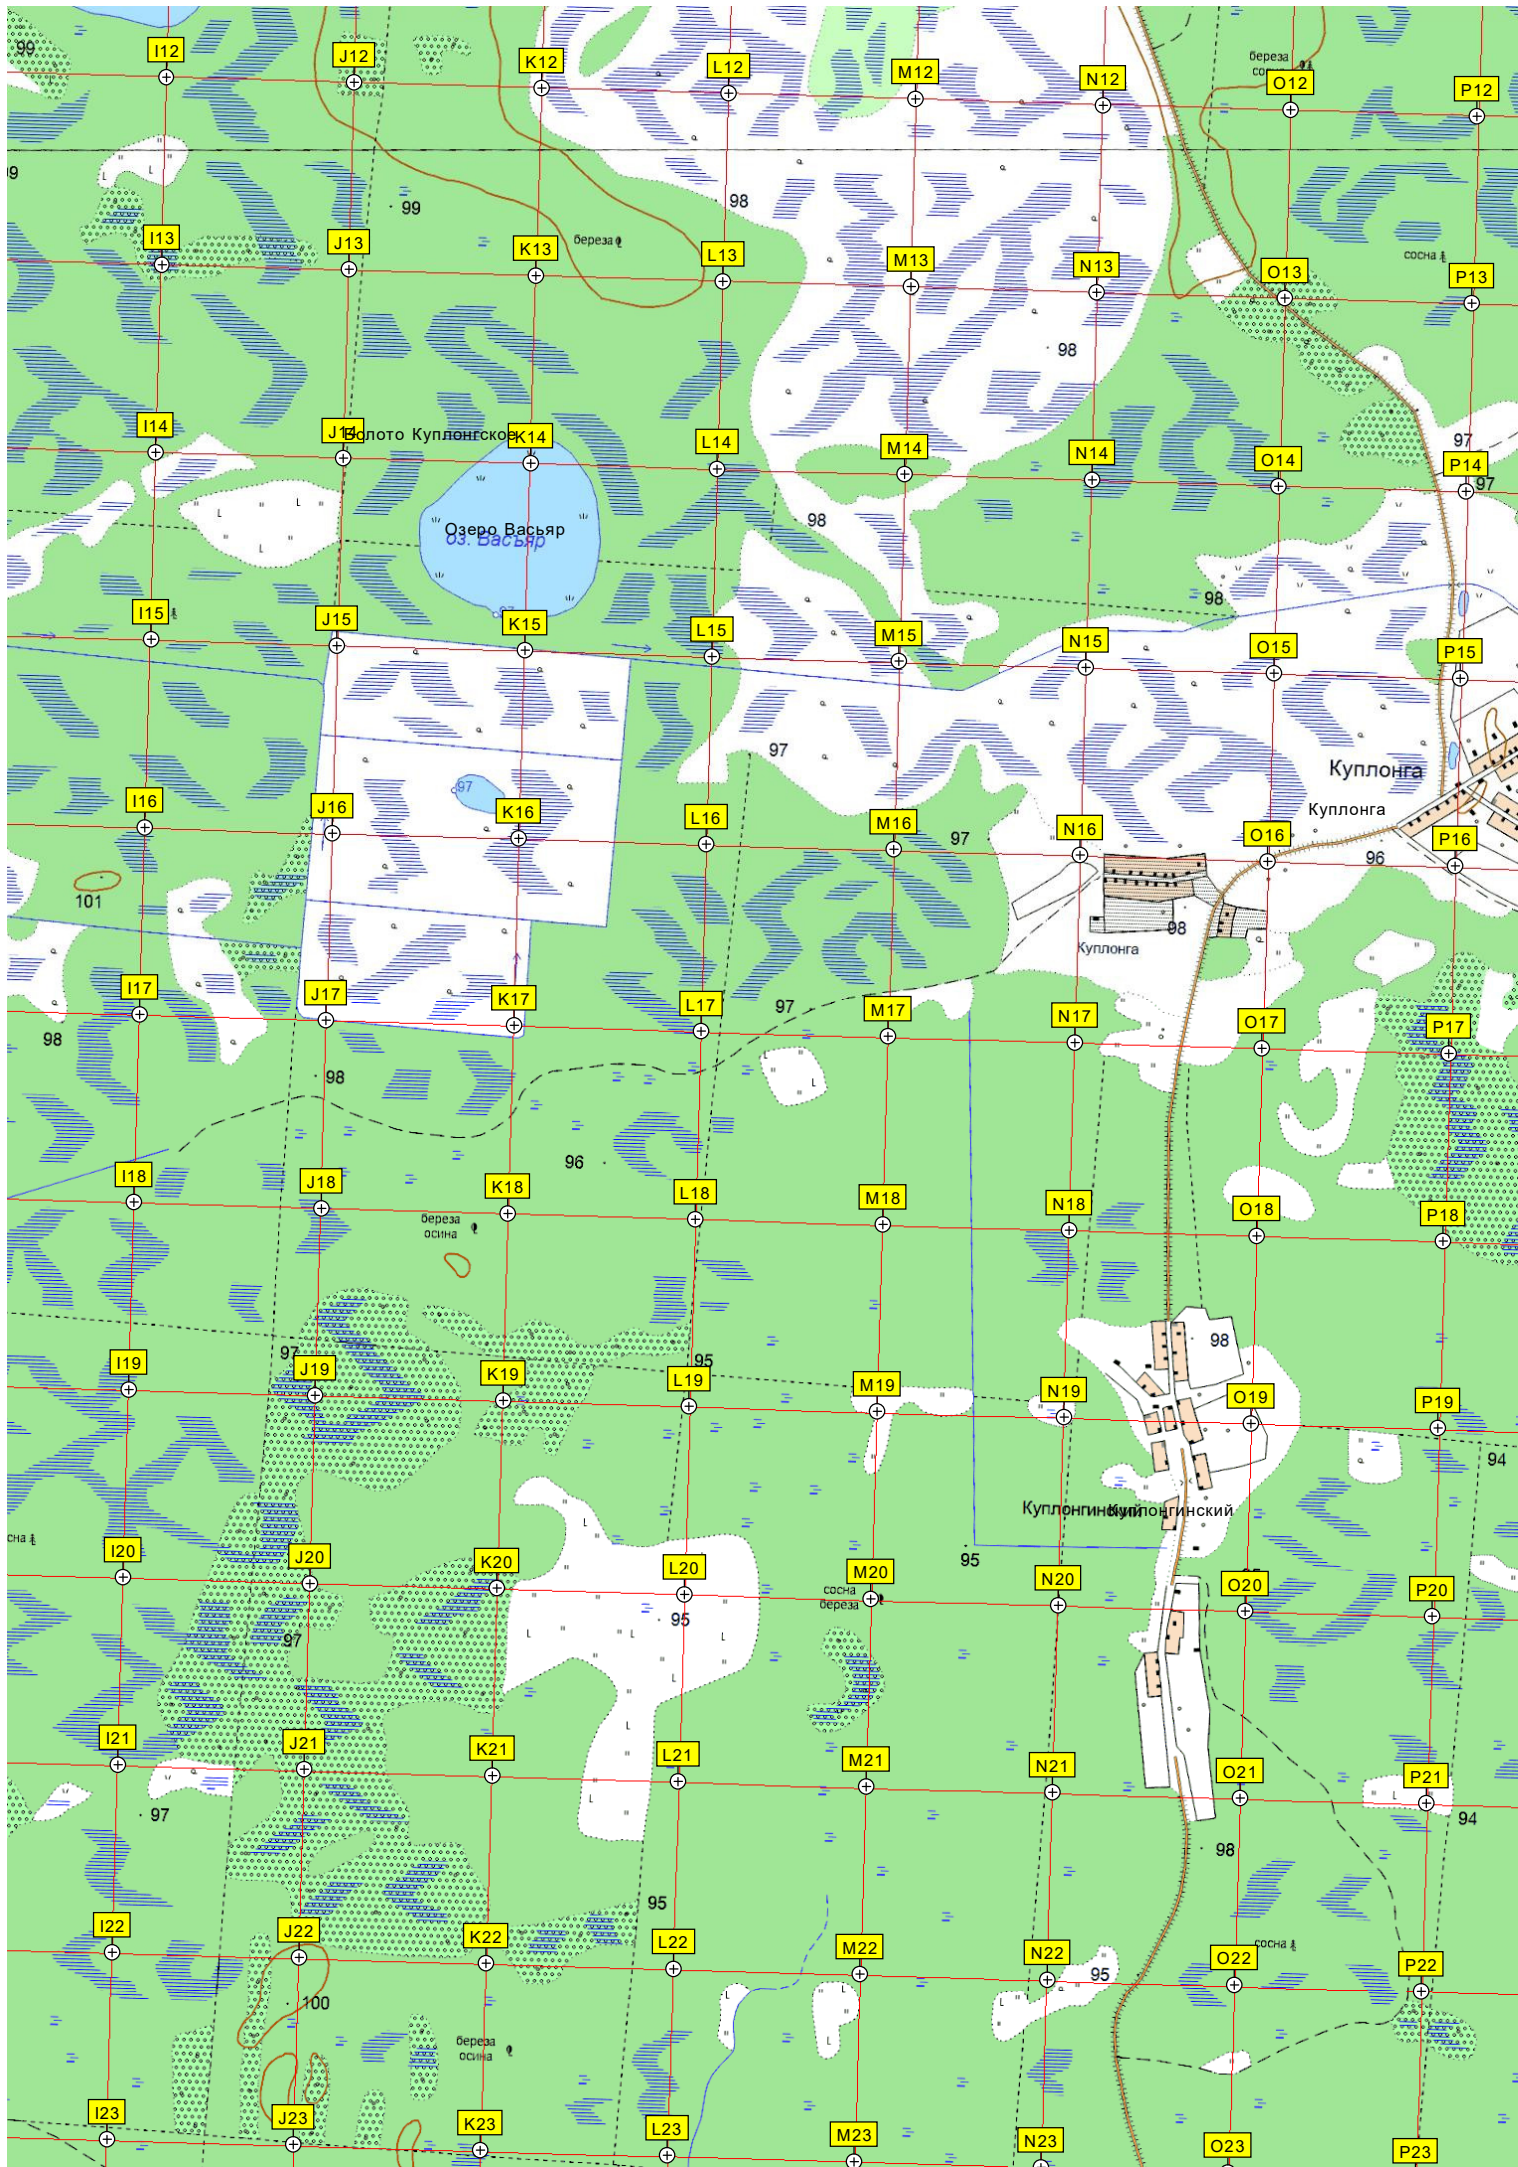 99
I12
J12
K12
L12
M12
N12
береза
O12
P12
99
98
I13
J13
K13
береза
L13
M13
N13
O13
сосна
P13
98
I14
J14
Болото Куплонгское
K14
L14
M14
N14
O14
97
P14
97
98
Озеро Васьяр
оз. Васъяр
98
97
I15
J15
K15
L15
M15
N15
O15
P15
97
Куплонга
97
Куплонга
I16
J16
K16
L16
M16
97
N16
O16
96
P16
101
98
Куплонга
I17
J17
K17
L17
97
M17
N17
O17
P17
98
98
96
I18
J18
K18
L18
M18
N18
O18
P18
береза
осина
98
97
95
I19
J19
K19
L19
M19
N19
O19
P19
94
Куплонгинский
Куплонгинский
95
I20
J20
K20
L20
M20
N20
O20
P20
сосна
береза
95
97
I21
J21
K21
L21
M21
N21
O21
P21
97
94
98
95
I22
J22
K22
L22
M22
N22
95
O22
сосна
P22
100
береза
осина
I23
J23
K23
L23
M23
N23
O23
P23